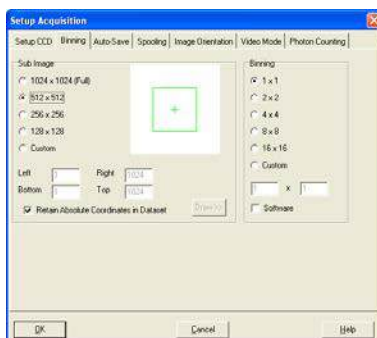 Setup Acquisition
Setup CCD Binning Auto-Save Spooling Image Orientation Video Mode Photon Counting
Sub Image
1024 x 1024 (Full)
512 x 512
256 x 256
128 x 128
Custom
Left 1 Right 1024
Bottom 1 Top 1024
Retain Absolute Coordinates in Dataset
Draw>>
Binning
1 x 1
2 x 2
4 x 4
8 x 8
16 x 16
Custom
1 x 1
Software
OK Cancel Help